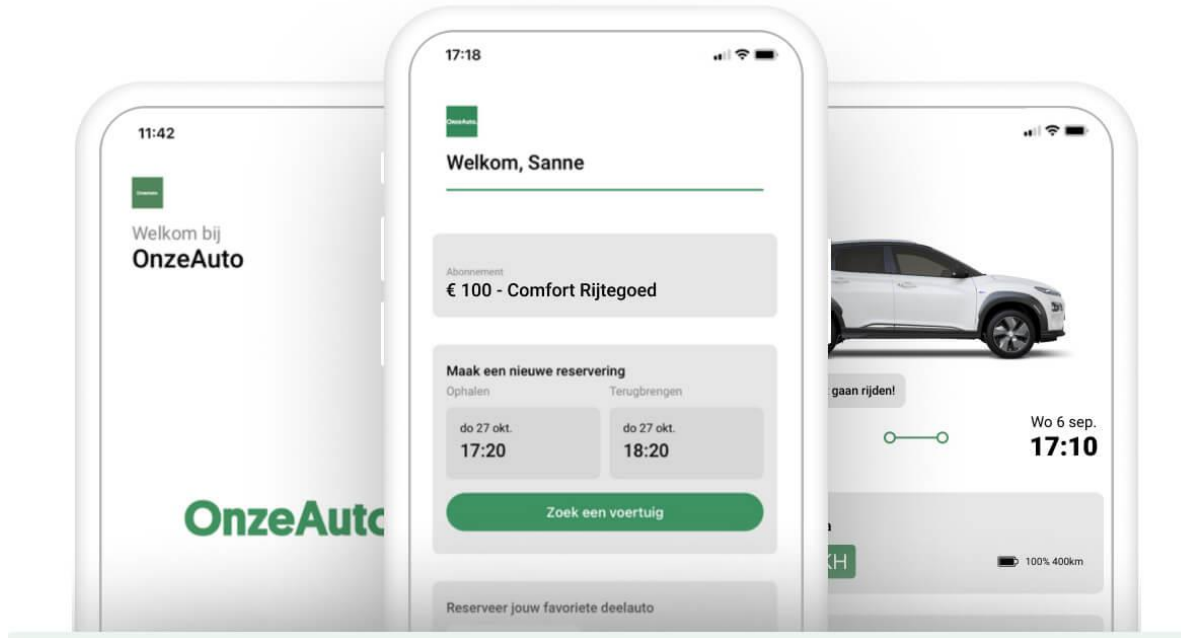 11:42
OnzeAuto
Welkom bij
OnzeAuto
OnzeAuto
17:18
OnzeAuto.
Welkom, Sanne
Abonnement
€ 100 - Comfort Rijtegoed
Maak een nieuwe reservering
Ophalen
Terugbrengen
do 27 okt.
17:20
do 27 okt.
18:20
Zoek een voertuig
Reserveer jouw favoriete deelauto
gaan rijden!
Wo 6 sep.
17:10
KH
100% 400km